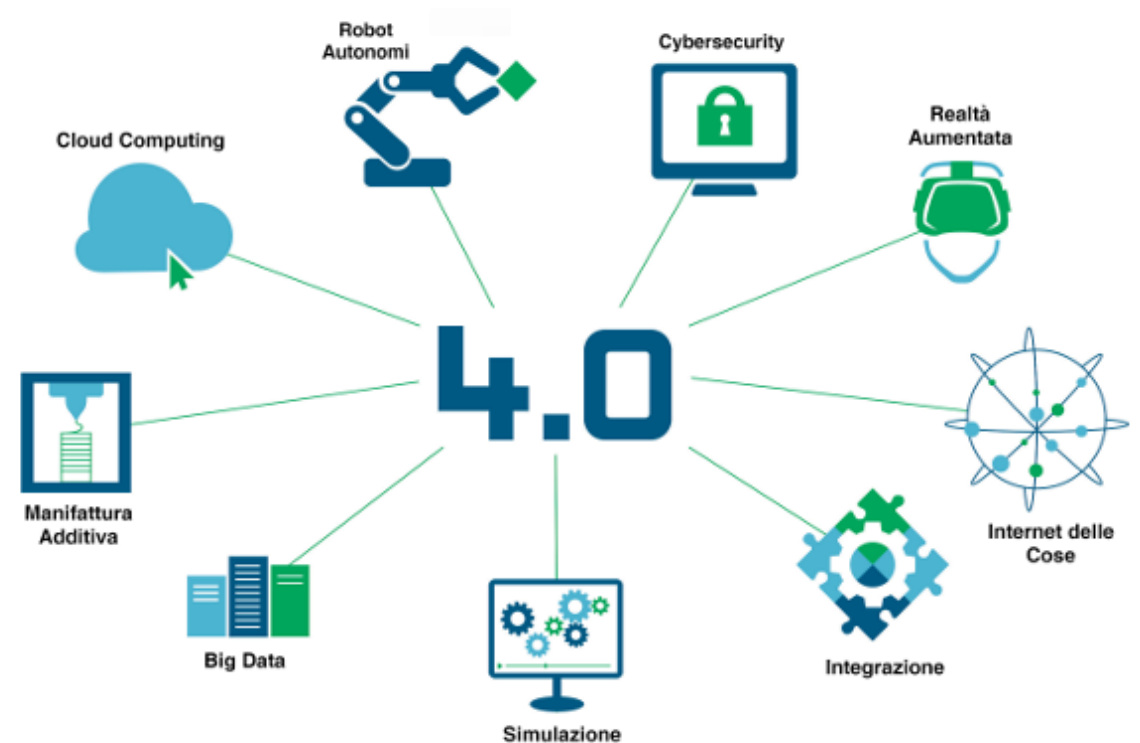 Robot
Autonomi
Cybersecurity
Realtà
Aumentata
Cloud Computing
4.0
Manifattura
Additiva
Internet delle
Cose
Big Data
Integrazione
Simulazione